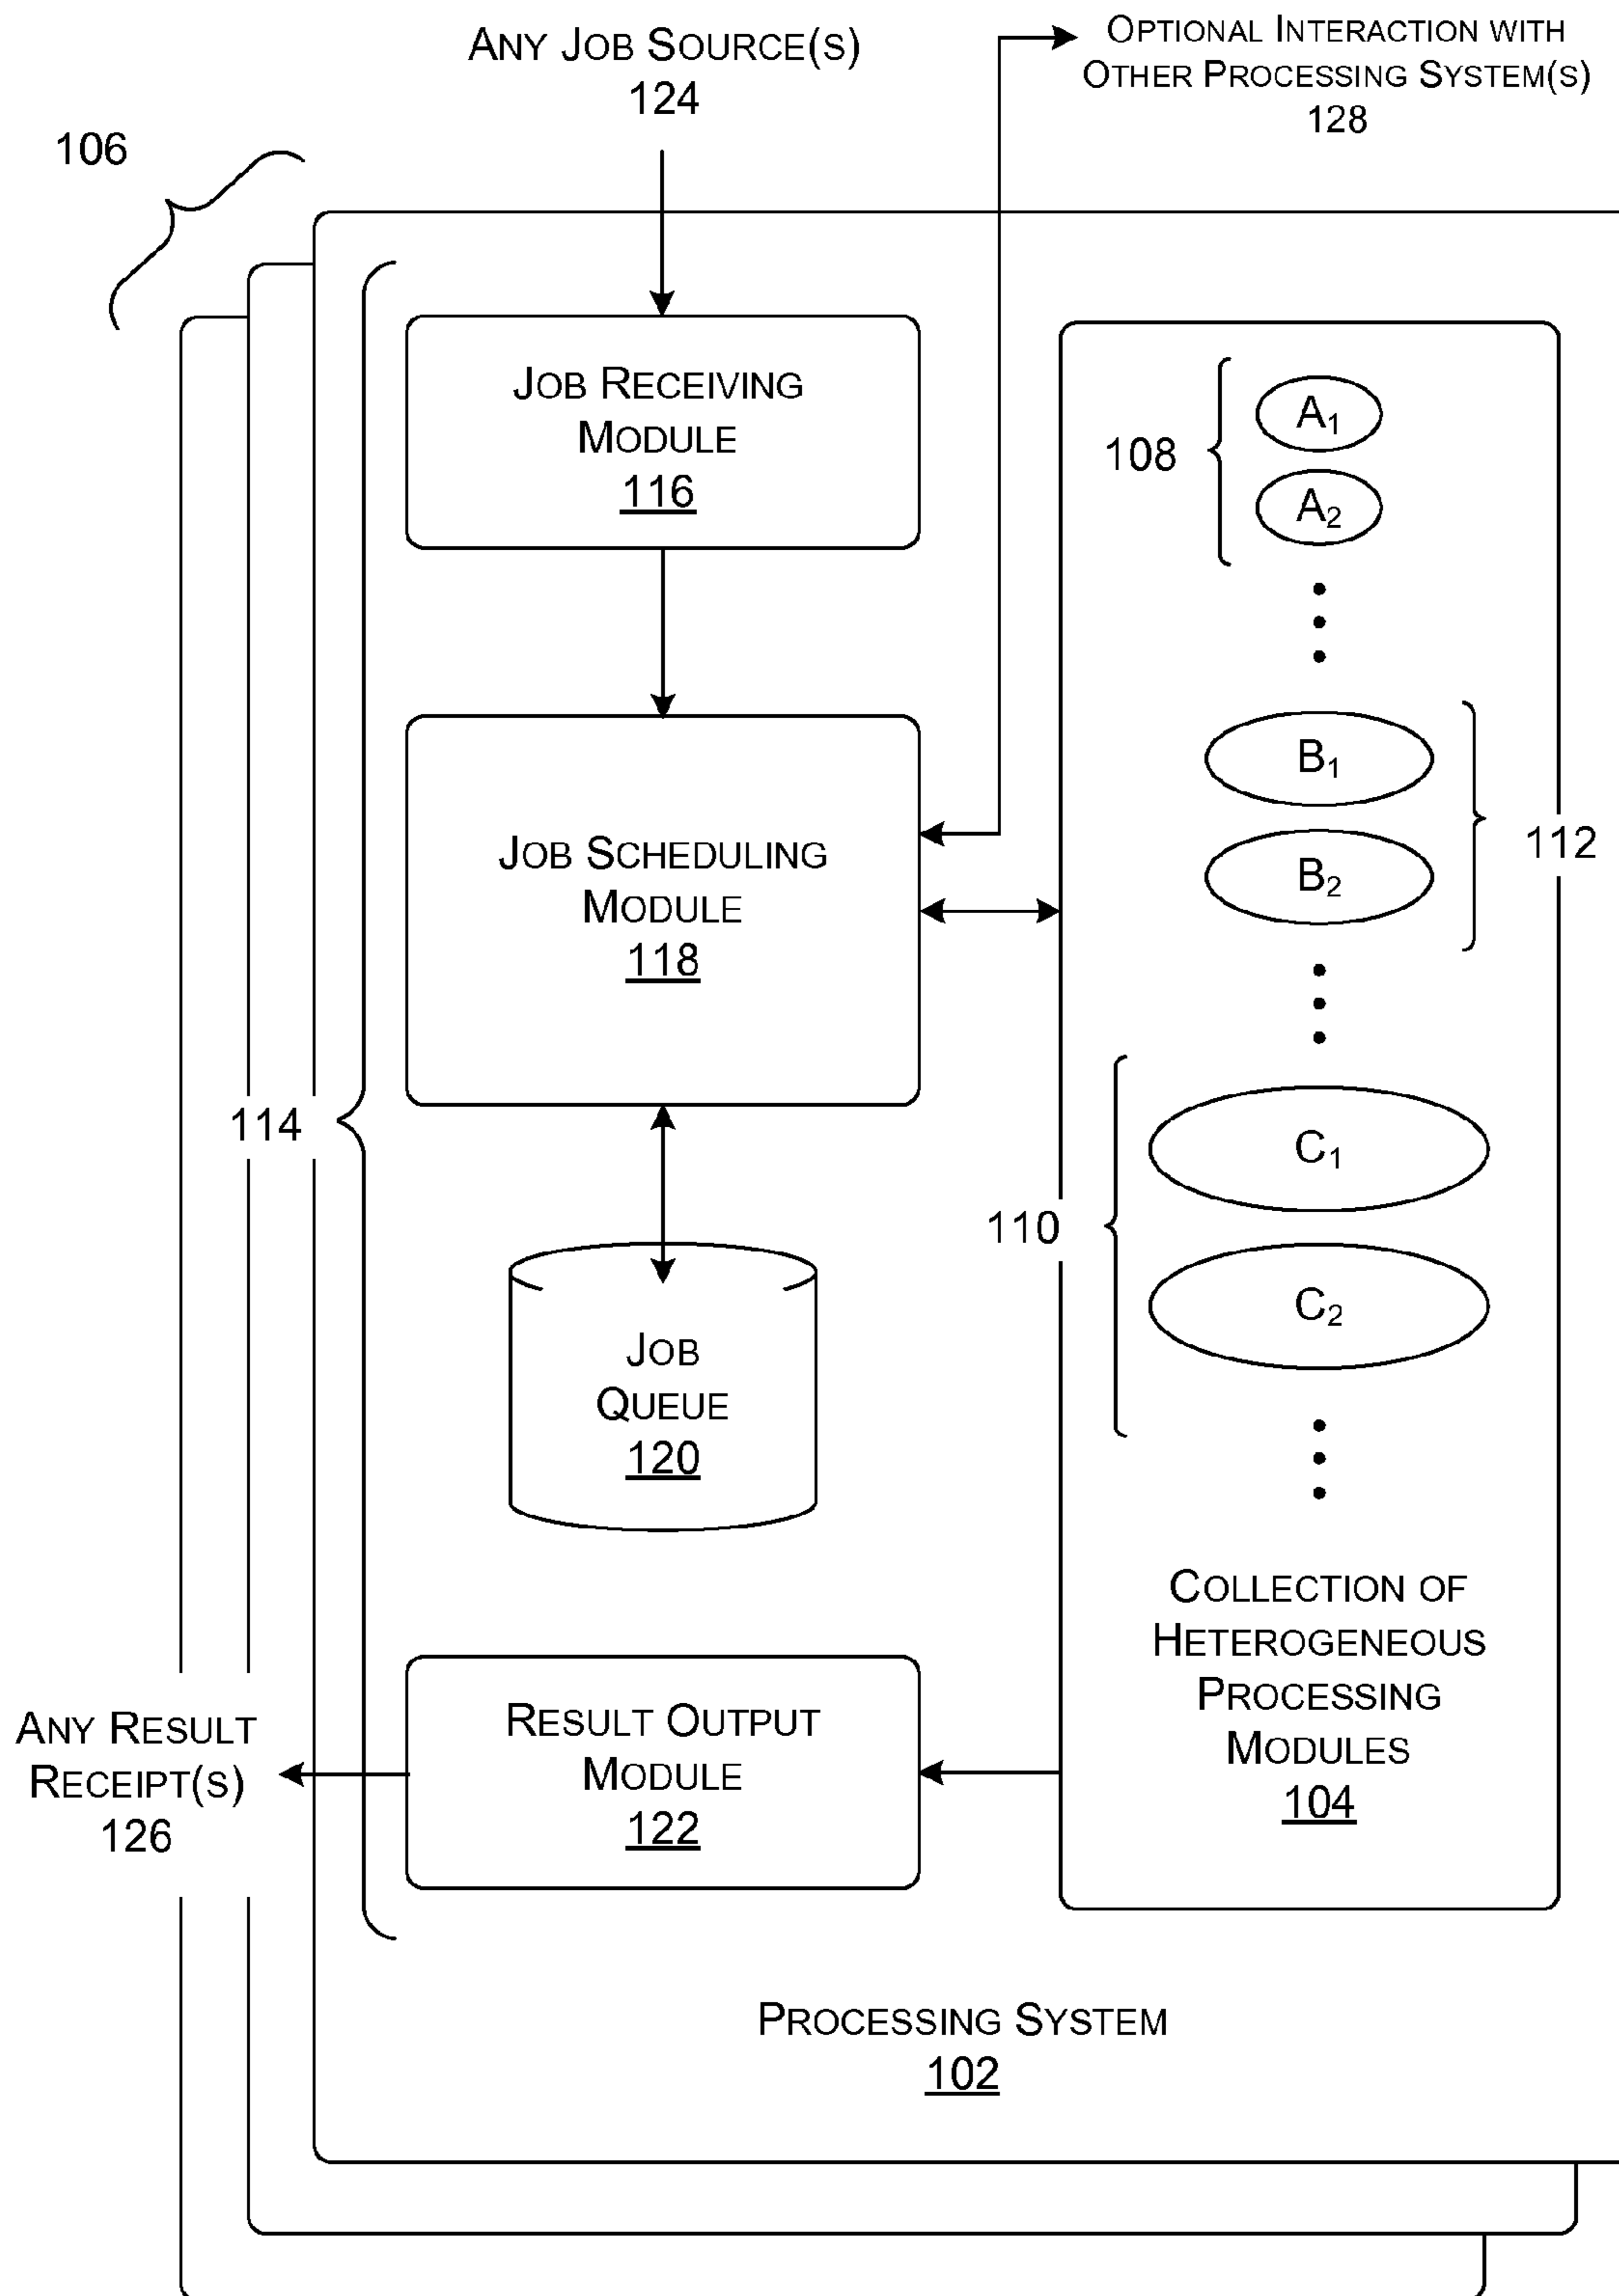 ANY JOB SOURCE(S)
124
OPTIONAL INTERACTION WITH
OTHER PROCESSING SYSTEM(S)
128
106
JOB RECEIVING
MODULE
116
108
A1
A2
B1
B2
112
JOB SCHEDULING
MODULE
118
114
110
C1
C2
JOB
QUEUE
120
COLLECTION OF
HETEROGENEOUS
PROCESSING
MODULES
104
ANY RESULT
RECEIPT(S)
126
RESULT OUTPUT
MODULE
122
PROCESSING SYSTEM
102